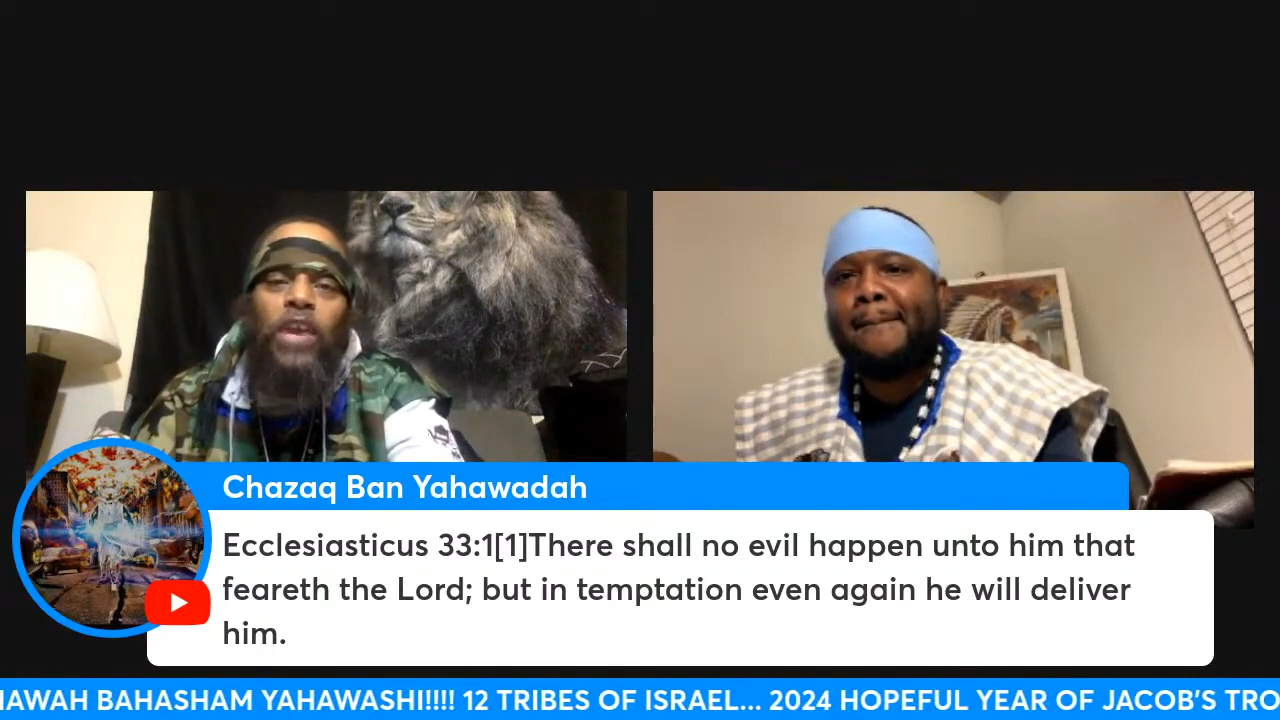 Chazaq Ban Yahawadah
Ecclesiasticus 33:1[1]There shall no evil happen unto him that
feareth the Lord; but in temptation even again he will deliver
him.
HAWAH BAHASHAM YAHAWASHI!!!! 12 TRIBES OF ISRAEL... 2024 HOPEFUL YEAR OF JACOB'S TRO